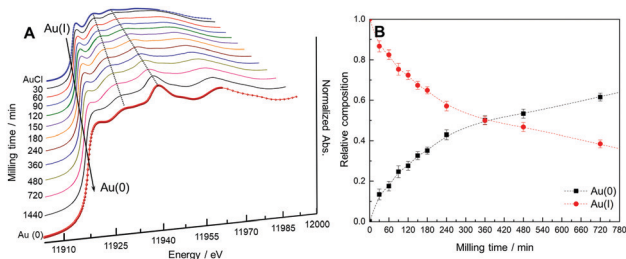 A
Au(I)
AuCl
30
60
90
120
150
180
240
360
480
720
1440
Au (0)
Au(0)
Milling time / min
Normalized Abs.
11910
11925
11940
11955
11970
11985
12000
Energy / eV
B
1.0
0.8
0.6
0.4
0.2
0.0
Relative composition
Au(0)
Au(I)
0 60 120 180 240 300 360 420 480 540 600 660 720 780
Milling time / min